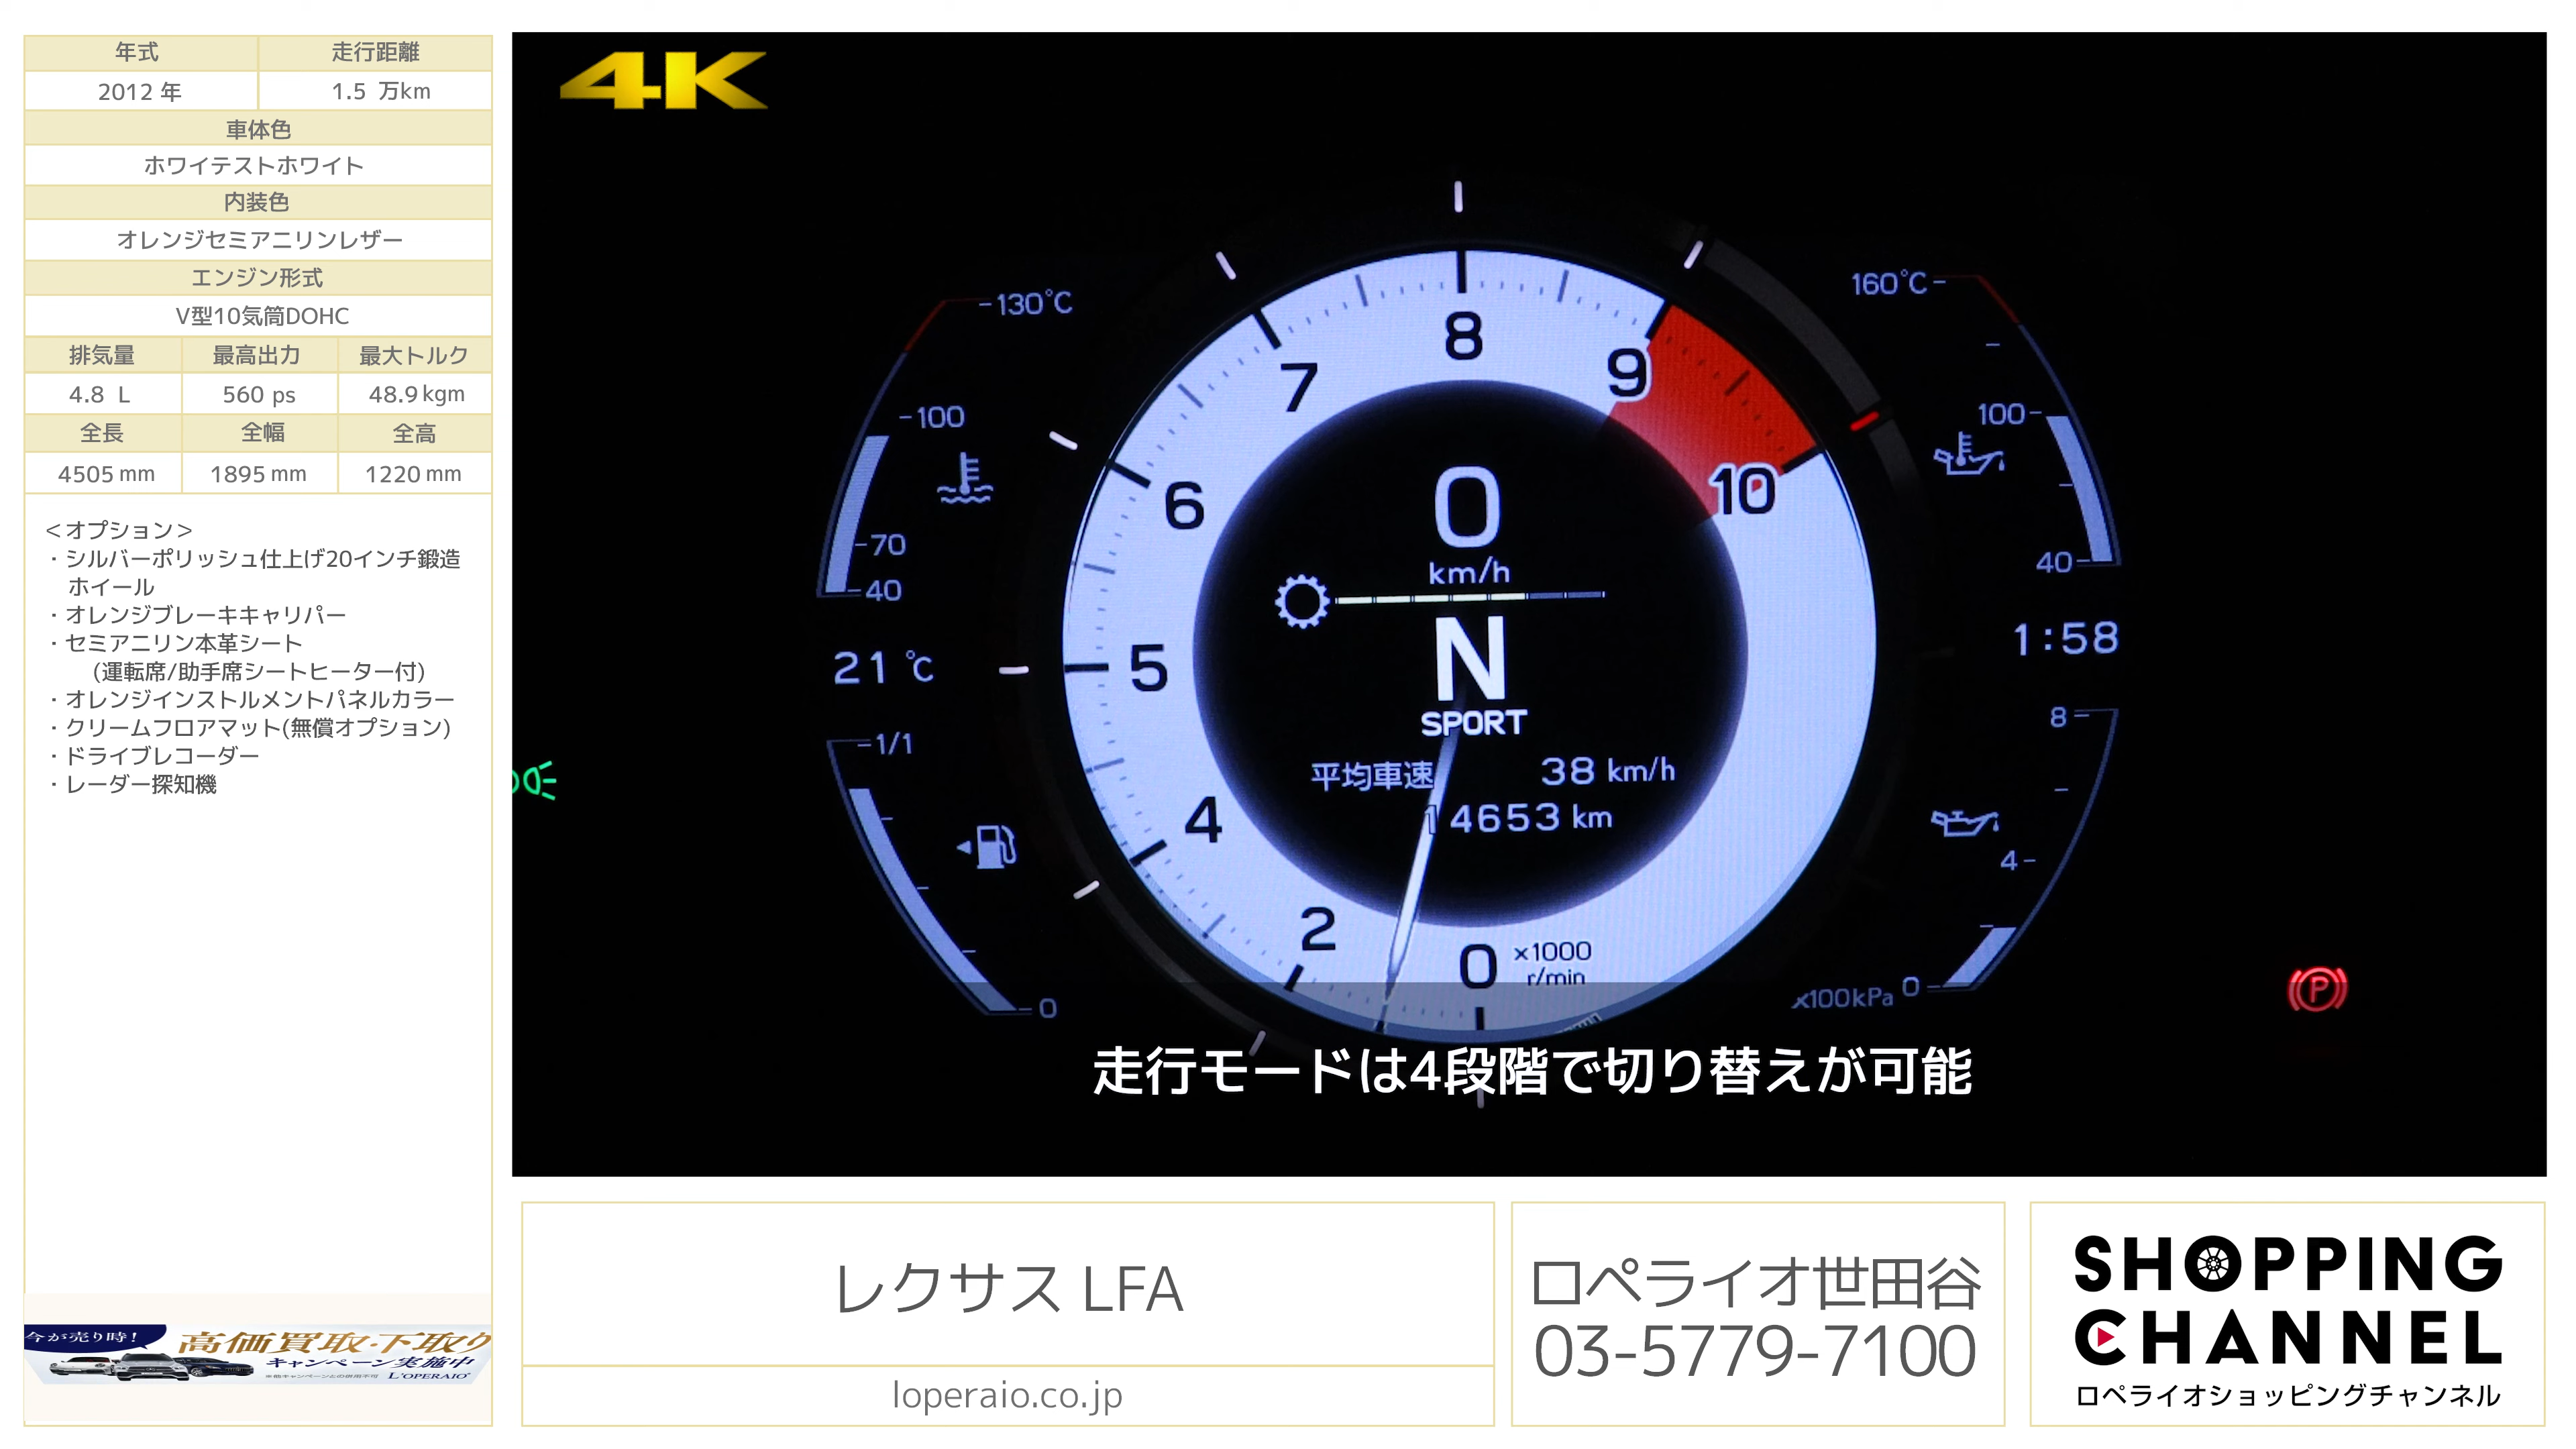 年式 走行距離
2012 年 1.5 万km
車体色
ホワイテストホワイト
内装色
オレンジセミアニリンレザー
エンジン形式
V型10気筒DOHC
排気量 最高出力 最大トルク
4.8 L 560 ps 48.9 kgm
全長 全幅 全高
4505 mm 1895 mm 1220 mm
＜オプション＞
・シルバーポリッシュ仕上げ20インチ鍛造
ホイール
・オレンジブレーキキャリパー
・セミアニリン本革シート
(運転席/助手席シートヒーター付)
・オレンジインストルメントパネルカラー
・クリームフロアマット(無償オプション)
・ドライブレコーダー
・レーダー探知機
今が売り時!
高価買取・下取り
キャンペーン実施中
※他キャンペーンとの併用不可 L'OPERAIO
4K
130℃
100
70
40
21℃
1/1
0
8
7
9
6
10
5
4
2
0
x1000
r/min
0
km/h
N
SPORT
平均車速 38 km/h
14653 km
160℃
100
40
1:58
8
4
x100kPa 0
P
走行モードは4段階で切り替えが可能
レクサス LFA
loperaio.co.jp
ロペライオ世田谷
03-5779-7100
SHOPPING
CHANNEL
ロペライオショッピングチャンネル